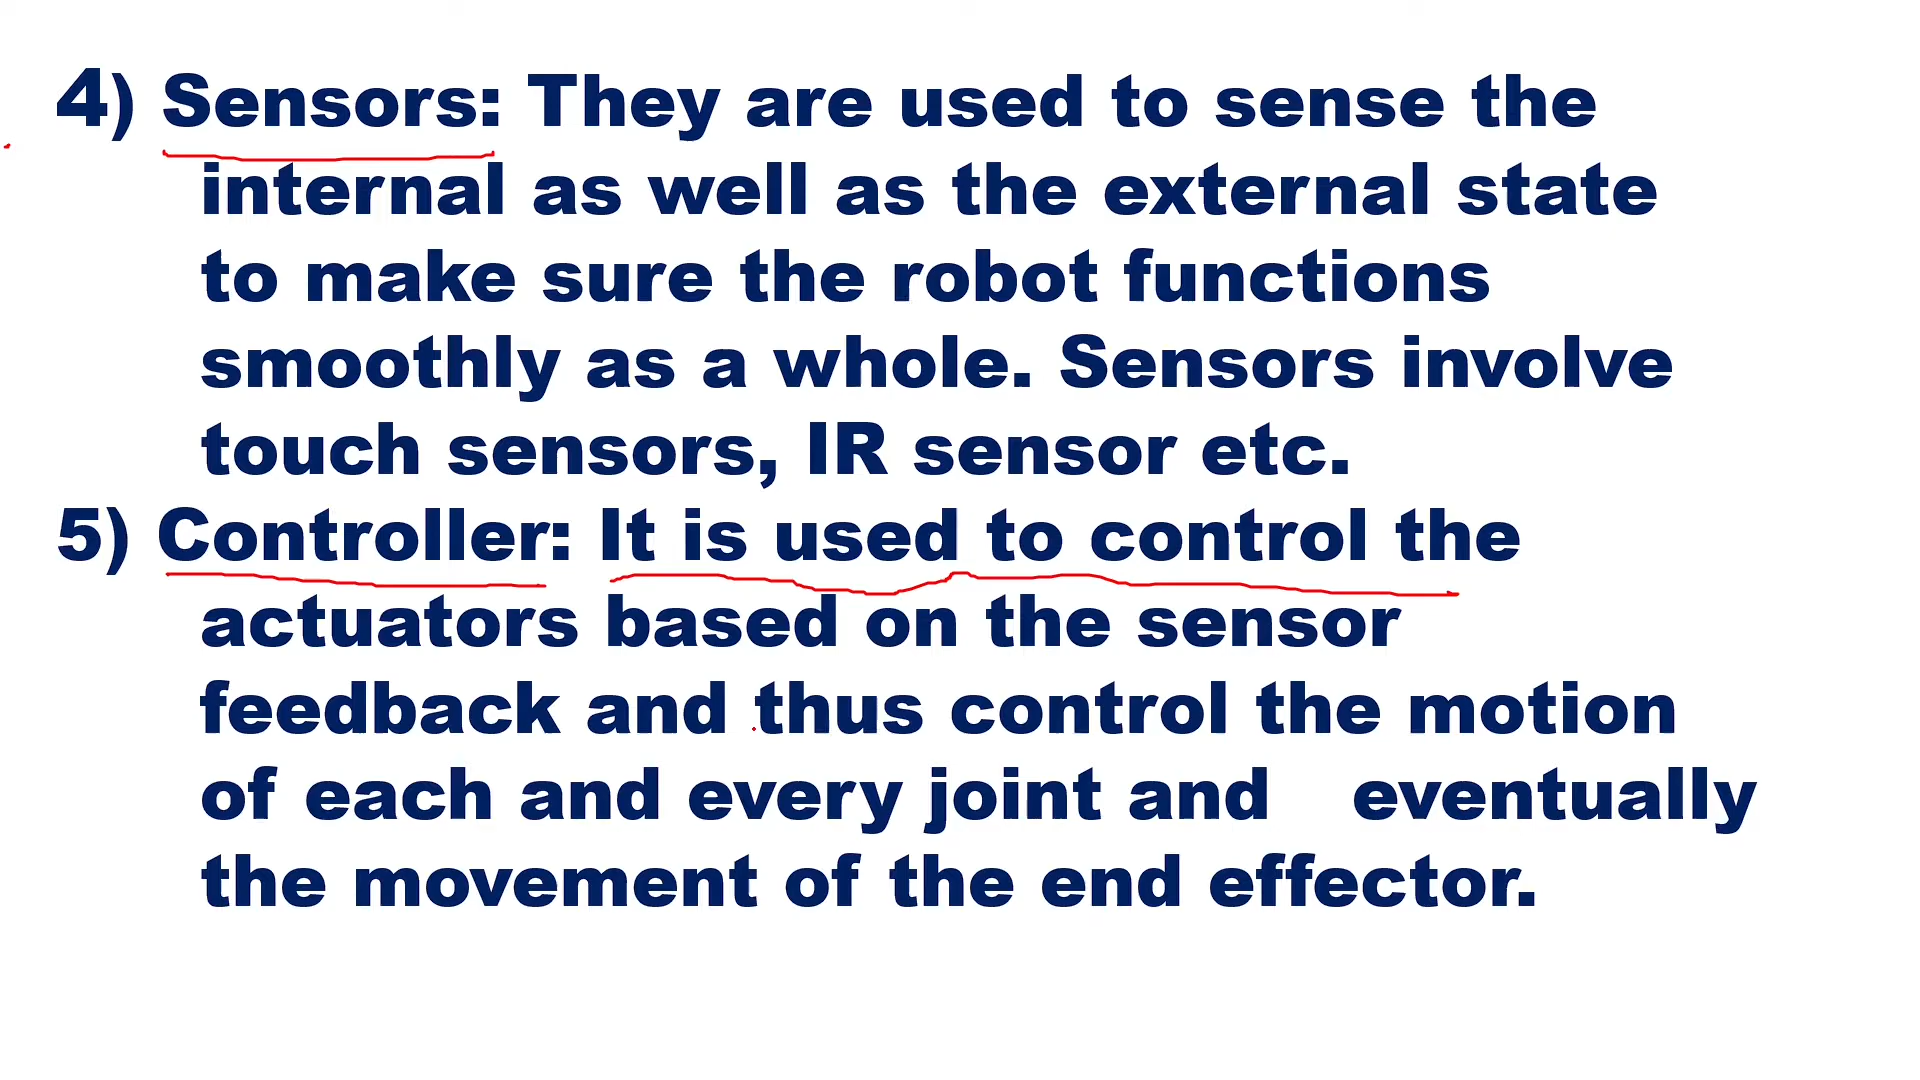 4) Sensors: They are used to sense the
internal as well as the external state
to make sure the robot functions
smoothly as a whole. Sensors involve
touch sensors, IR sensor etc.
5) Controller: It is used to control the
actuators based on the sensor
feedback and thus control the motion
of each and every joint and eventually
the movement of the end effector.